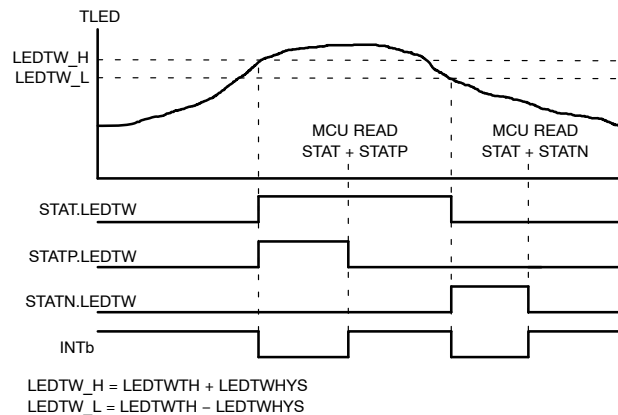 TLED
LEDTW_H
LEDTW_L
MCU READ
STAT + STATP
MCU READ
STAT + STATN
STAT.LEDTW
STATP.LEDTW
STATN.LEDTW
INTb
LEDTW_H = LEDTWTH + LEDTWHYS
LEDTW_L = LEDTWTH − LEDTWHYS